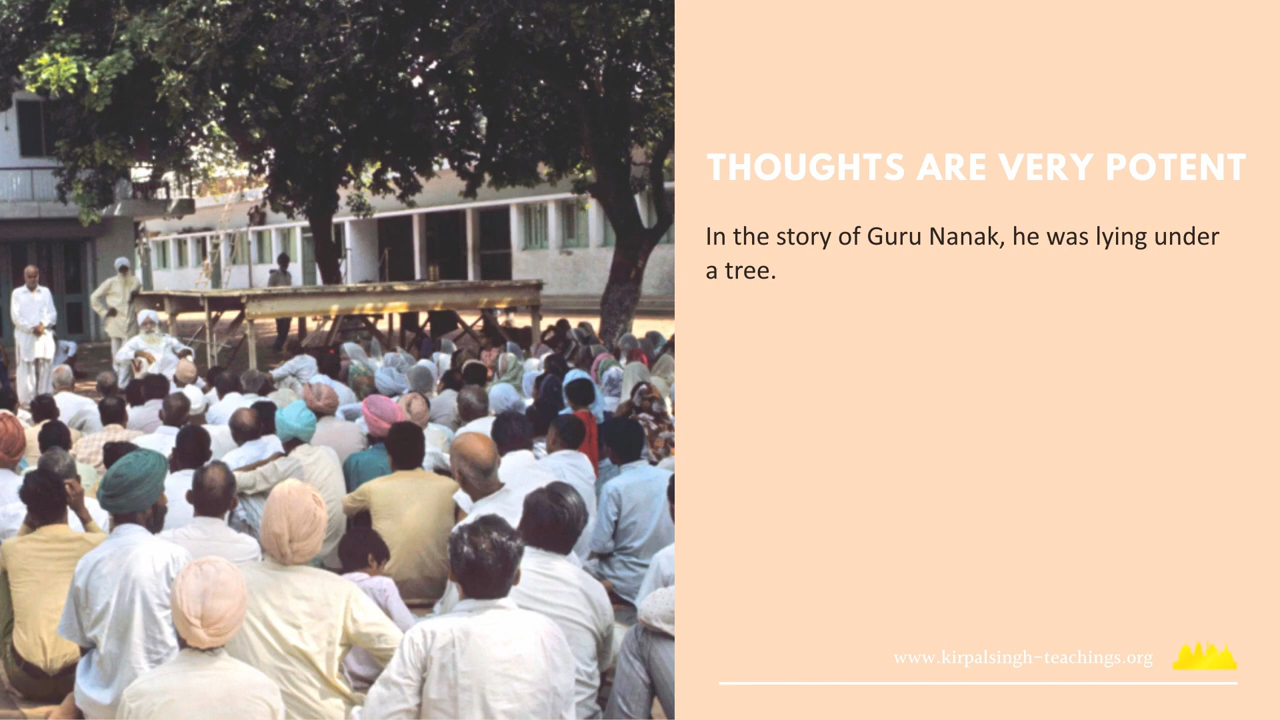 THOUGHTS ARE VERY POTENT
In the story of Guru Nanak, he was lying under
a tree.
www.kirpalsingh-teachings.org